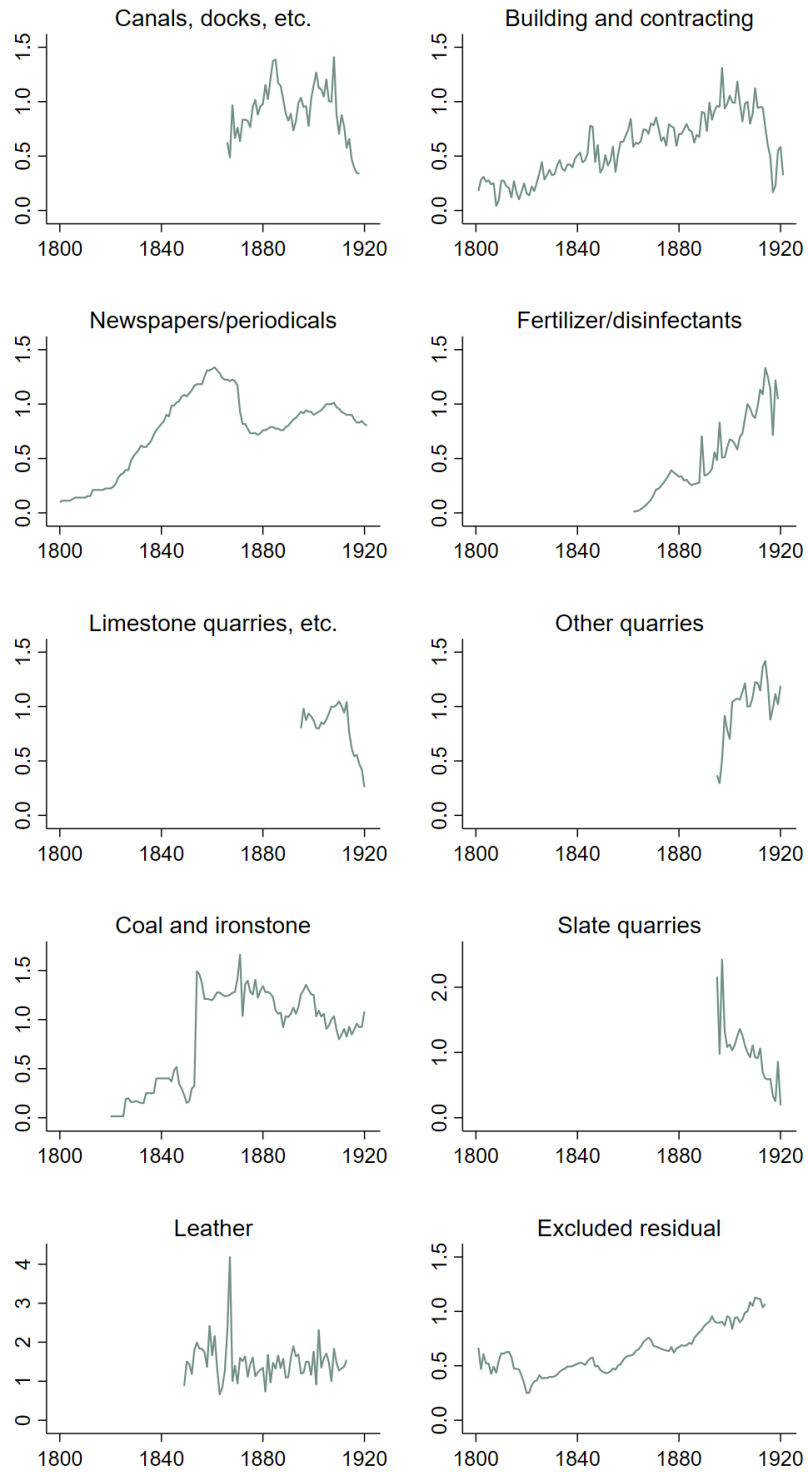 Canals, docks, etc.
1.5
1.0
0.5
0.0
1800 1840 1880 1920
Building and contracting
1.5
1.0
0.5
0.0
1800 1840 1880 1920
Newspapers/periodicals
1.5
1.0
0.5
0.0
1800 1840 1880 1920
Fertilizer/disinfectants
1.5
1.0
0.5
0.0
1800 1840 1880 1920
Limestone quarries, etc.
1.5
1.0
0.5
0.0
1800 1840 1880 1920
Other quarries
1.5
1.0
0.5
0.0
1800 1840 1880 1920
Coal and ironstone
1.5
1.0
0.5
0.0
1800 1840 1880 1920
Slate quarries
2.0
1.0
0.0
1800 1840 1880 1920
Leather
4
3
2
1
0
1800 1840 1880 1920
Excluded residual
1.5
1.0
0.5
0.0
1800 1840 1880 1920